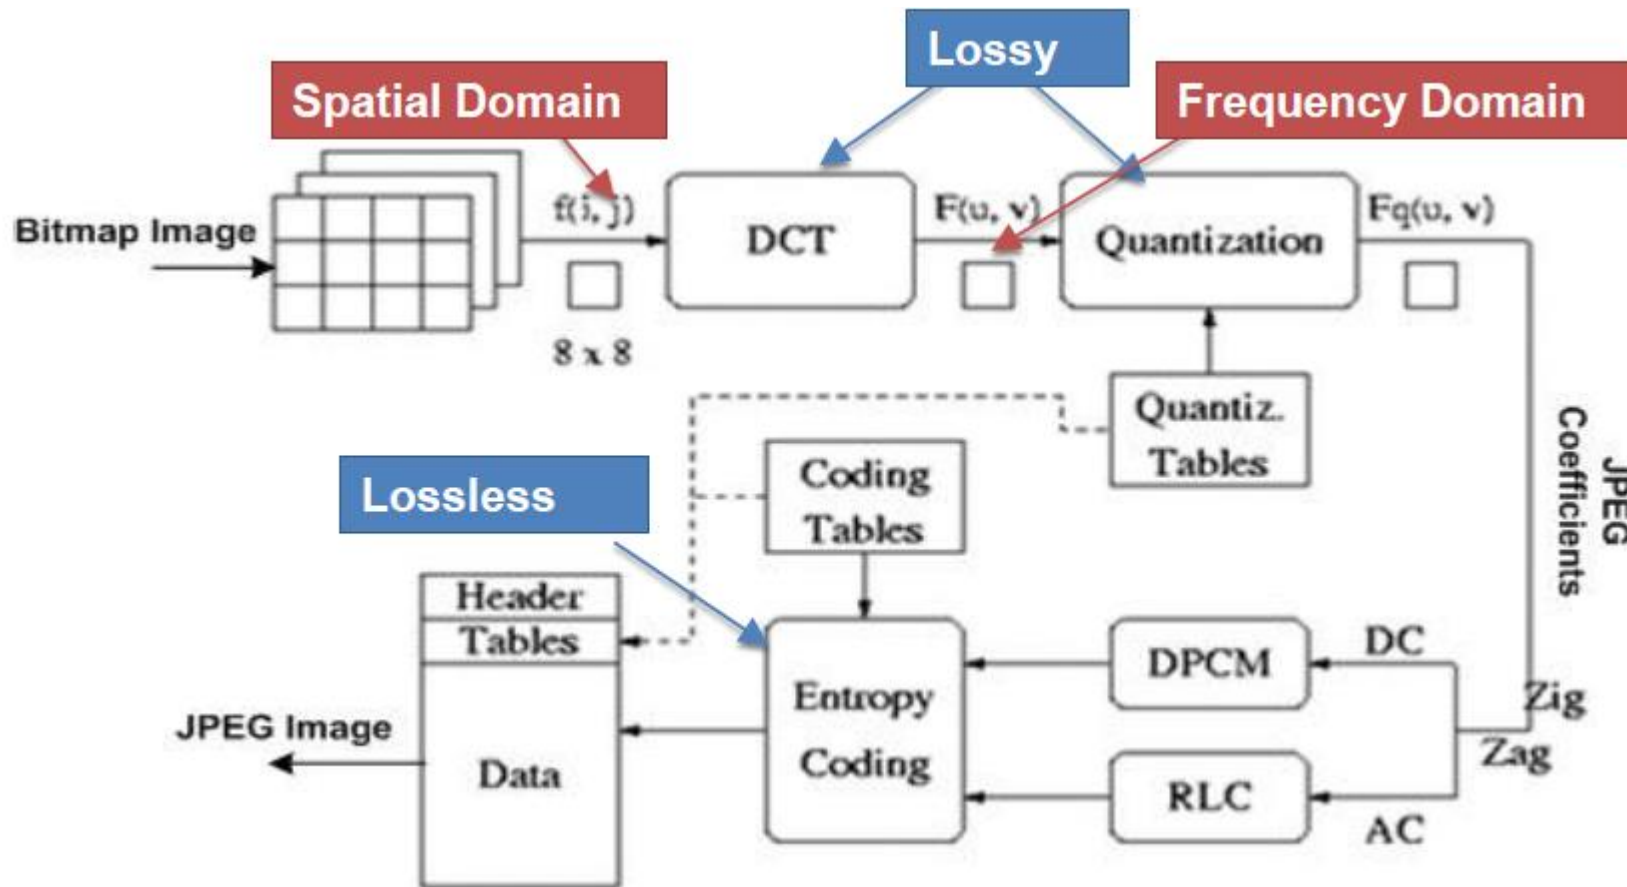 Lossy
Spatial Domain
Frequency Domain
Bitmap Image
f(i, j)
8 x 8
DCT
F(u, v)
Quantization
Fq(u, v)
Quantiz.
Tables
JPEG
Coefficients
Coding
Tables
Lossless
Header
Tables
Data
JPEG Image
Entropy
Coding
DPCM
RLC
DC
AC
Zig
Zag